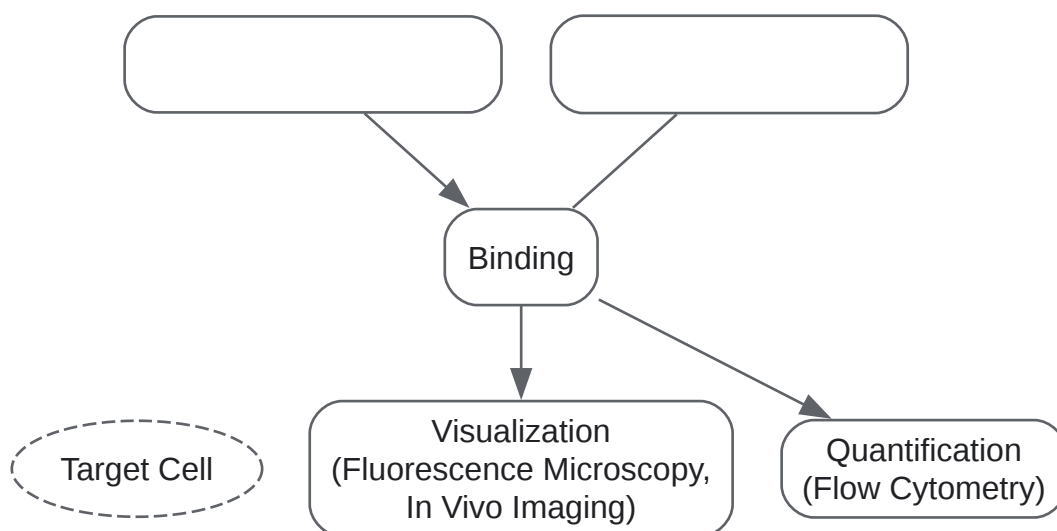 Binding
Target Cell
Visualization
(Fluorescence Microscopy,
In Vivo Imaging)
Quantification
(Flow Cytometry)